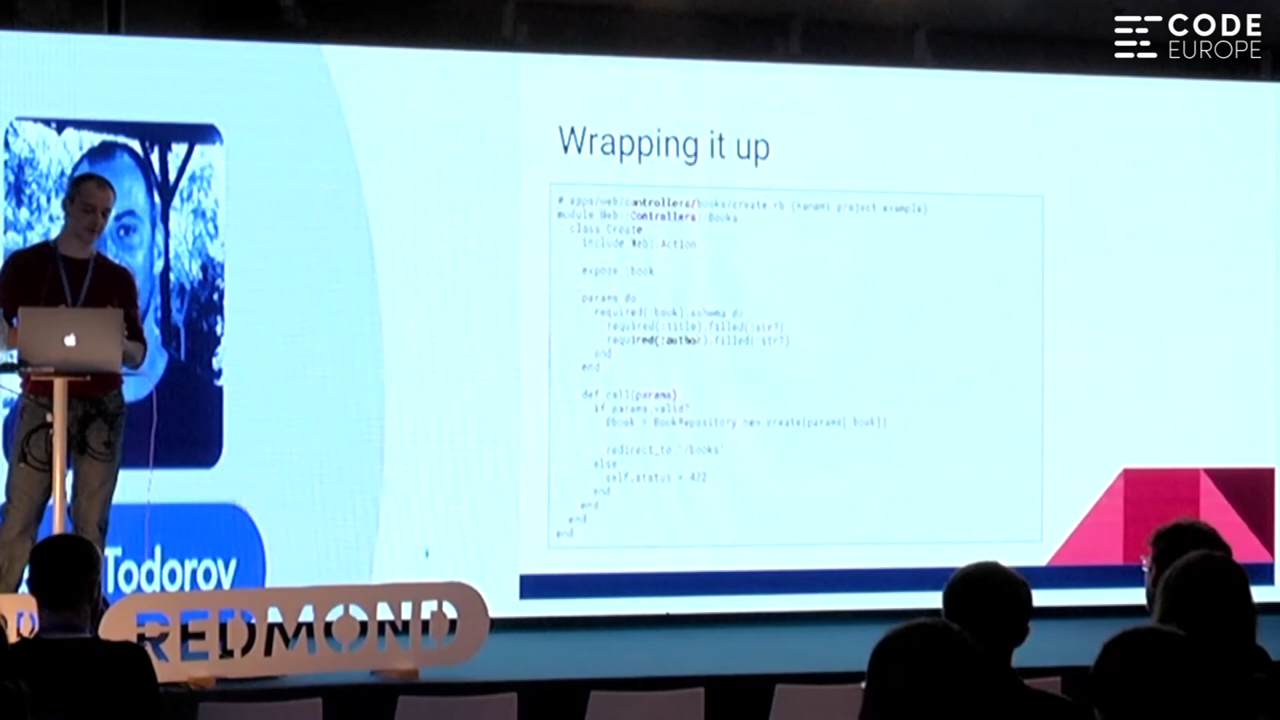 CODE
EUROPE
Wrapping it up
# apps/web/controllers/books/create.rb (hanami project example)
module Web::Controllers::Books
class Create
include Web::Action
expose :book
params do
required(:book).schema do
required(:title).filled(:str?)
required(:author).filled(:str?)
end
end
def call(params)
if params.valid?
@book = BookRepository.new.create(params[:book])
redirect_to '/books'
else
self.status = 422
end
end
end
end
Todorov
REDMOND